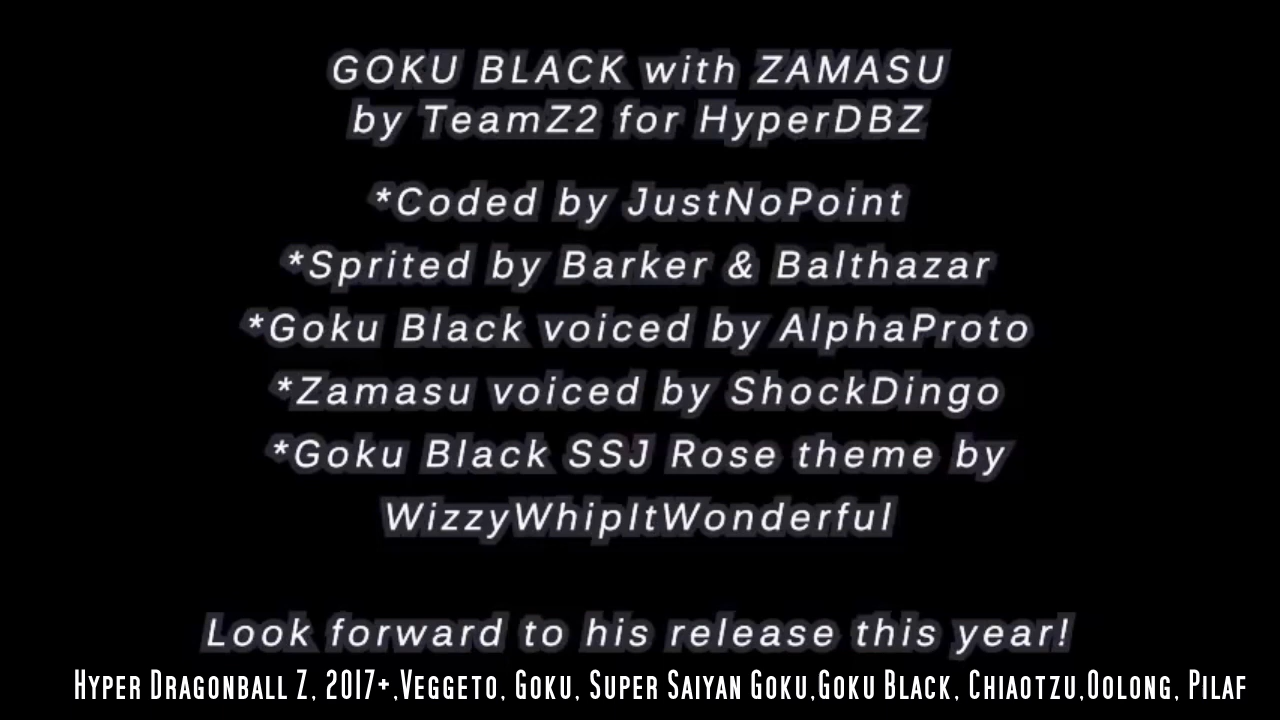 GOKU BLACK with ZAMASU
by TeamZ2 for HyperDBZ
*Coded by JustNoPoint
*Sprited by Barker & Balthazar
*Goku Black voiced by AlphaProto
*Zamasu voiced by ShockDingo
*Goku Black SSJ Rose theme by
WizzyWhipItWonderful
Look forward to his release this year!
Hyper Dragonball Z, 2017+,Veggeto, Goku, Super Saiyan Goku,Goku Black, Chiaotzu,Oolong, Pilaf